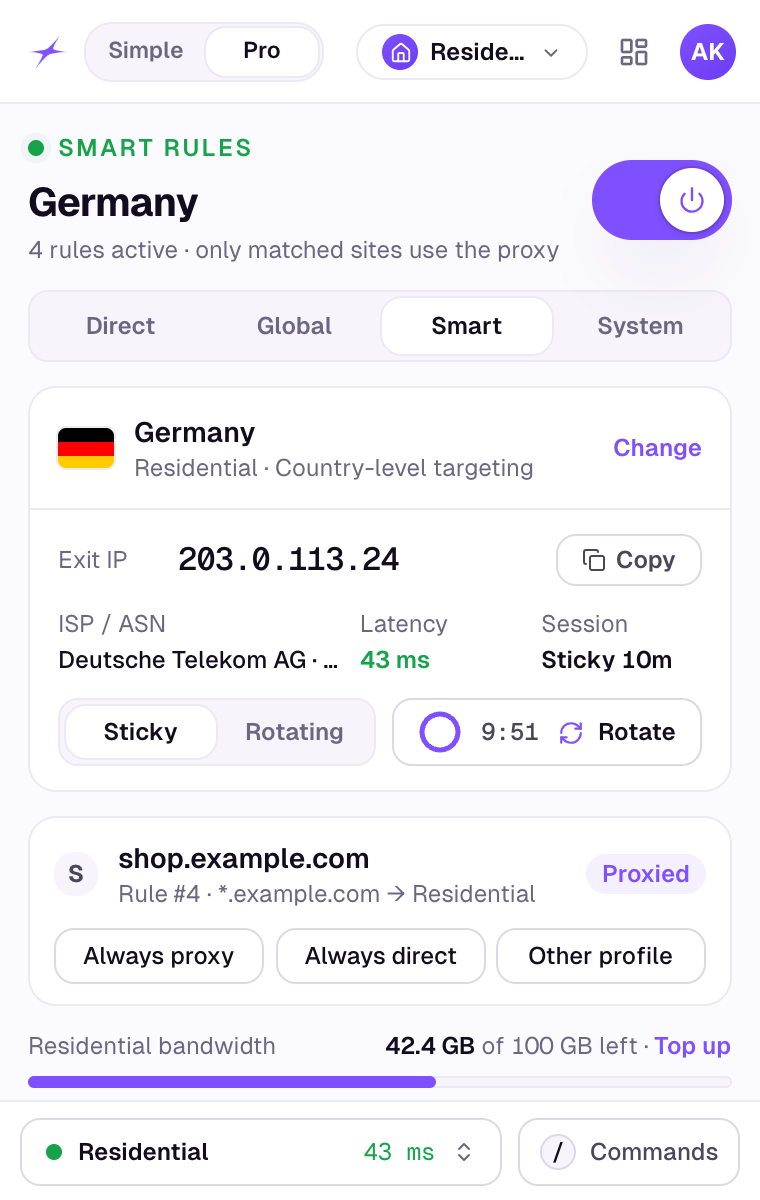 Simple Pro Reside... AK
SMART RULES
Germany
4 rules active · only matched sites use the proxy
Direct Global Smart System
Germany
Residential · Country-level targeting
Change
Exit IP 203.0.113.24 Copy
ISP / ASN Latency Session
Deutsche Telekom AG · ... 43 ms Sticky 10m
Sticky Rotating 9:51 Rotate
S
shop.example.com
Rule #4 · *.example.com → Residential
Proxied
Always proxy Always direct Other profile
Residential bandwidth 42.4 GB of 100 GB left · Top up
Residential 43 ms / Commands